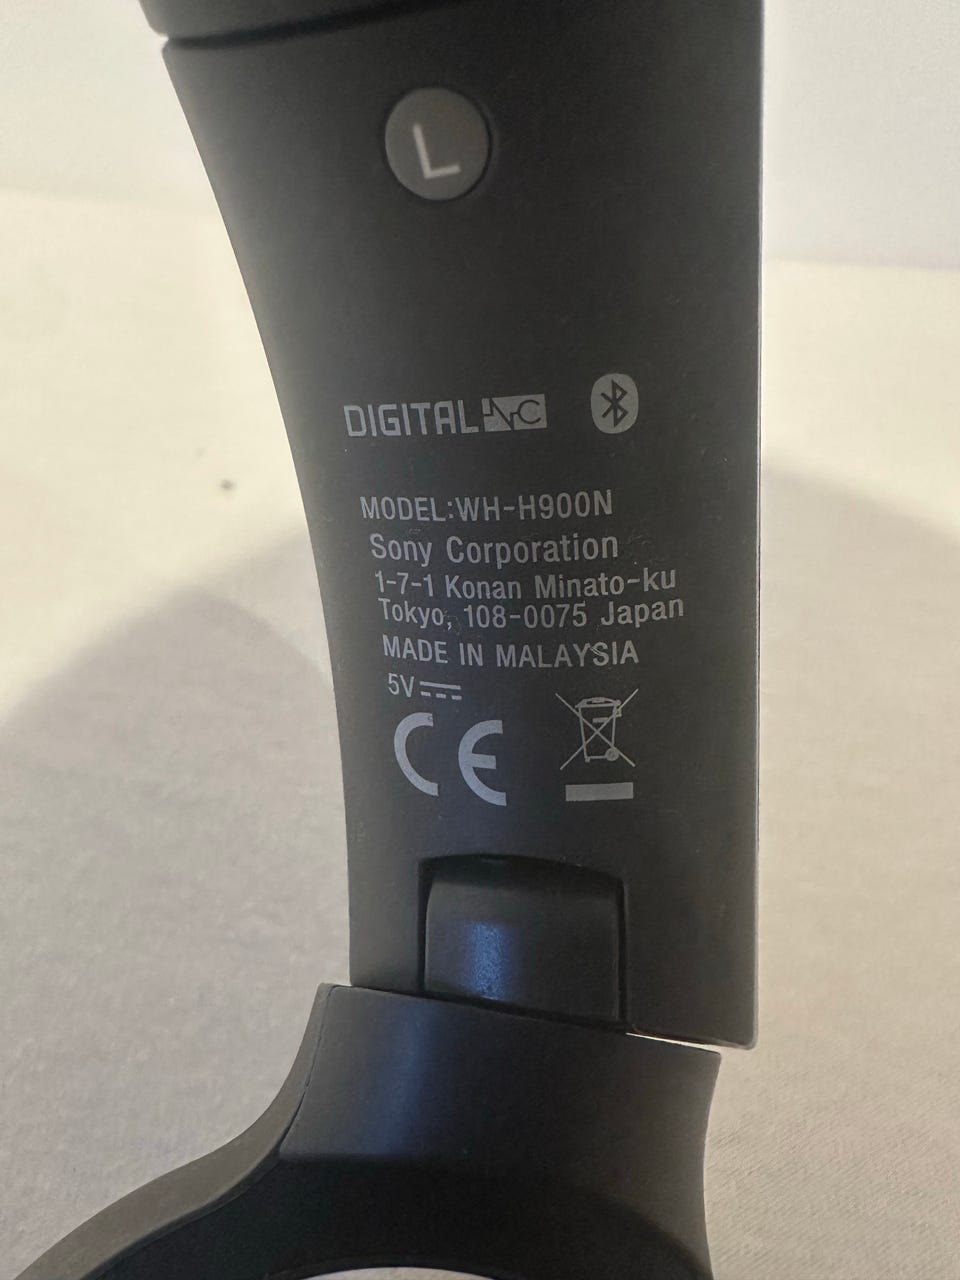 L
DIGITAL NC
MODEL:WH-H900N
Sony Corporation
1-7-1 Konan Minato-ku
Tokyo, 108-0075 Japan
MADE IN MALAYSIA
5V
CE